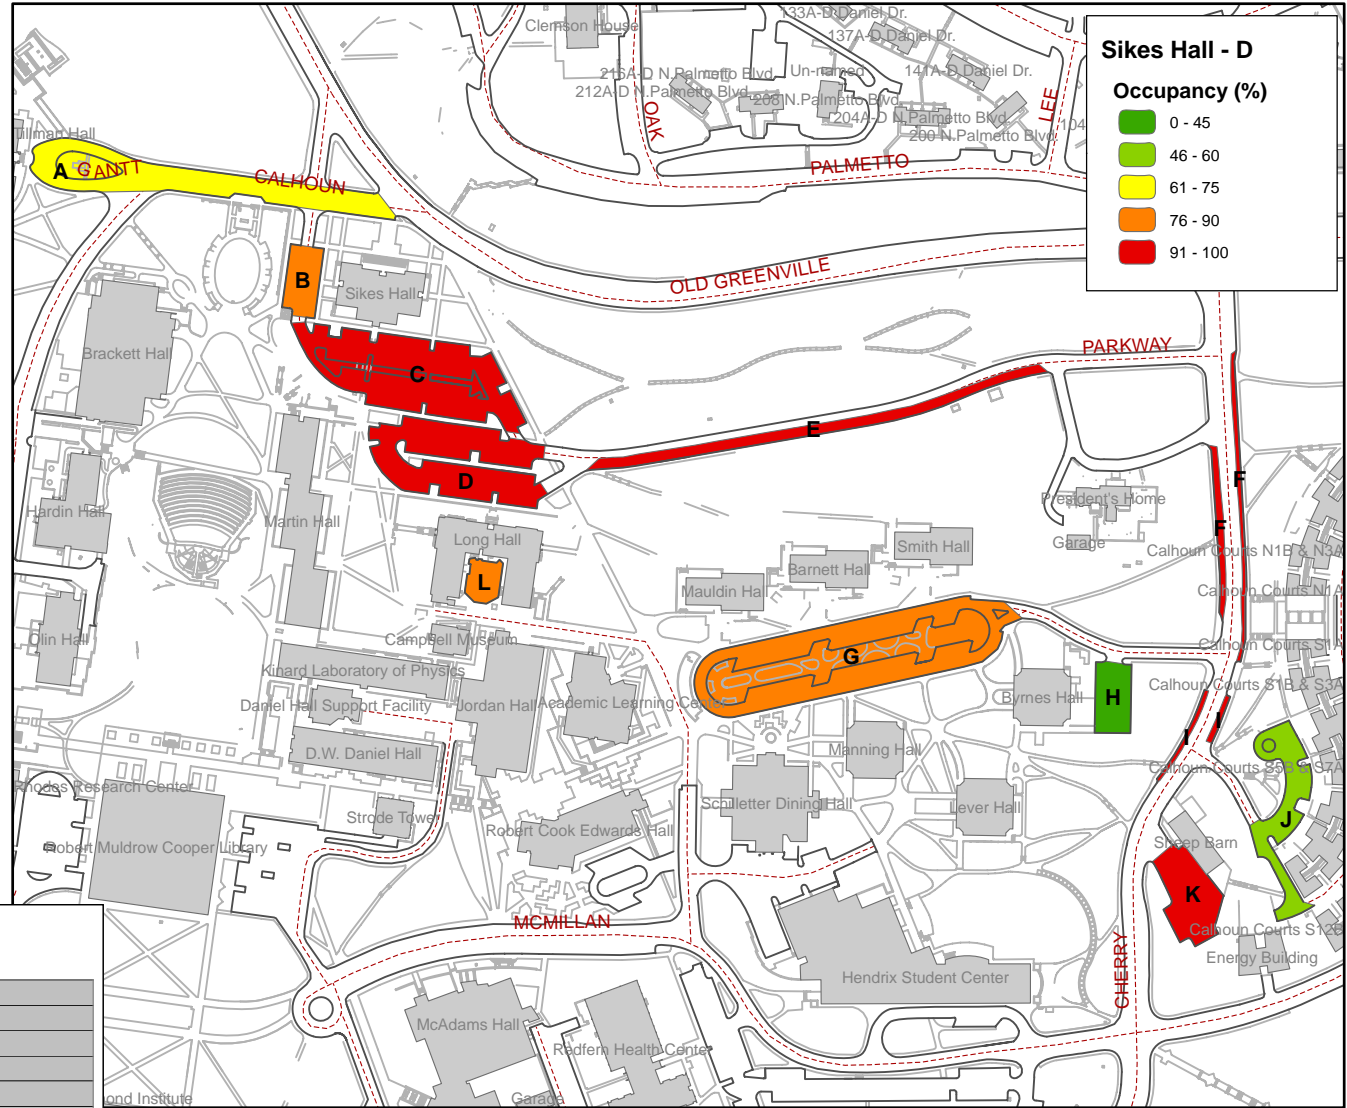 133A-D Daniel Dr.
Clemson House
137A-D Daniel Dr.
Sikes Hall - D
216A-D N.Palmetto Blvd.
Un-named
141A-D Daniel Dr.
Occupancy (%)
212A-D N.Palmetto Blvd.
208 N.Palmetto Blvd.
0 - 45
OAK
LEE
204A-D N.Palmetto Blvd.
104
200 N.Palmetto Blvd.
46 - 60
Tillman Hall
PALMETTO
A
GANTT
CALHOUN
61 - 75
76 - 90
91 - 100
OLD GREENVILLE
B
Sikes Hall
Brackett Hall
PARKWAY
C
E
D
F
President's Home
Hardin Hall
Martin Hall
Long Hall
F
Garage
Smith Hall
Calhoun Courts N1B & N3A
Barnett Hall
L
Mauldin Hall
Calhoun Courts N1A
Olin Hall
Campbell Museum
Calhoun Courts S1A
G
Kinard Laboratory of Physics
Calhoun Courts S1B & S3A
Byrnes Hall
H
Daniel Hall Support Facility
Jordan Hall
Academic Learning Center
I
I
D.W. Daniel Hall
Manning Hall
Calhoun Courts S5B & S7A
Rhodes Research Center
Schilletter Dining Hall
Lever Hall
Strode Tower
J
Robert Cook Edwards Hall
Sheep Barn
Robert Muldrow Cooper Library
K
MCMILLAN
Calhoun Courts S12B
CHERRY
Energy Building
Hendrix Student Center
McAdams Hall
Redfern Health Center
ond Institute
Garage